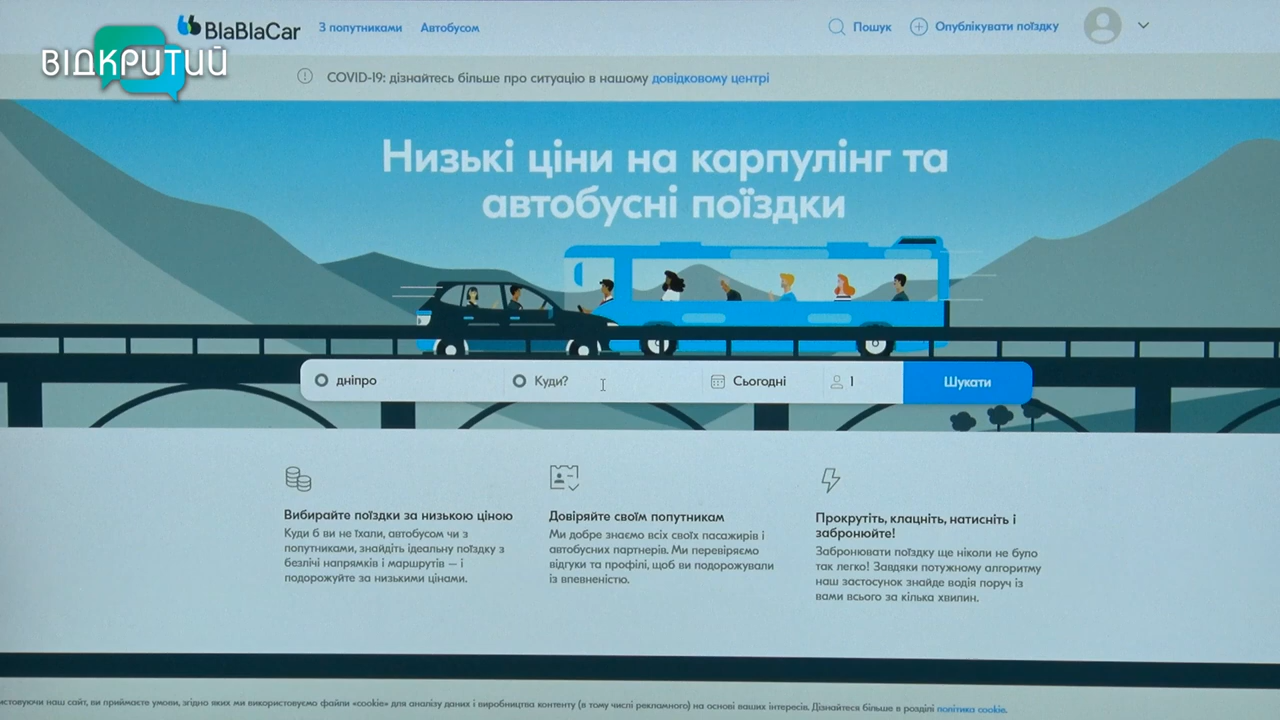 BlaBlaCar З попутниками Автобусом Пошук Опублікувати поїздку
ВІДКРИТИЙ
COVID-19: дізнайтесь більше про ситуацію в нашому довідковому центрі
Низькі ціни на карпулінг та
автобусні поїздки
дніпро Куди? Сьогодні 1 Шукати
Вибирайте поїздки за низькою ціною
Куди б ви не їхали, автобусом чи з
попутниками, знайдіть ідеальну поїздку з
безлічі напрямків і маршрутів — і
подорожуйте за низькими цінами.
Довіряйте своїм попутникам
Ми добре знаємо всіх своїх пасажирів і
автобусних партнерів. Ми перевіряємо
відгуки та профілі, щоб ви подорожували
із впевненістю.
Прокрутіть, клацніть, натисніть і
забронюйте!
Забронювати поїздку ще ніколи не було
так легко! Завдяки потужному алгоритму
наш застосунок знайде водія поруч із
вами всього за кілька хвилин.
наш сайт, ви приймаєте умови, згідно яких ми використовуємо файли «cookie» для аналізу даних і виробництва контенту (в тому числі рекламного) на основі ваших інтересів. Дізнайтеся більше в розділі політика cookie.